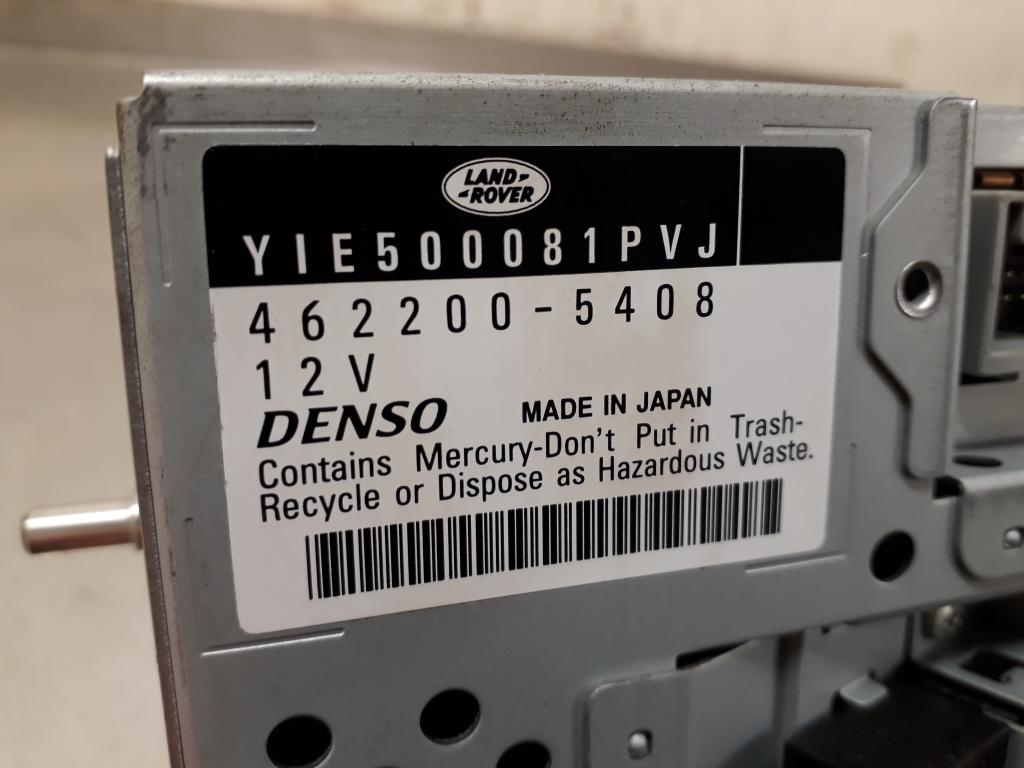 LAND-
-ROVER
YIE500081PVJ
462200-5408
12V
DENSO MADE IN JAPAN
Contains Mercury-Don't Put in Trash-
Recycle or Dispose as Hazardous Waste.